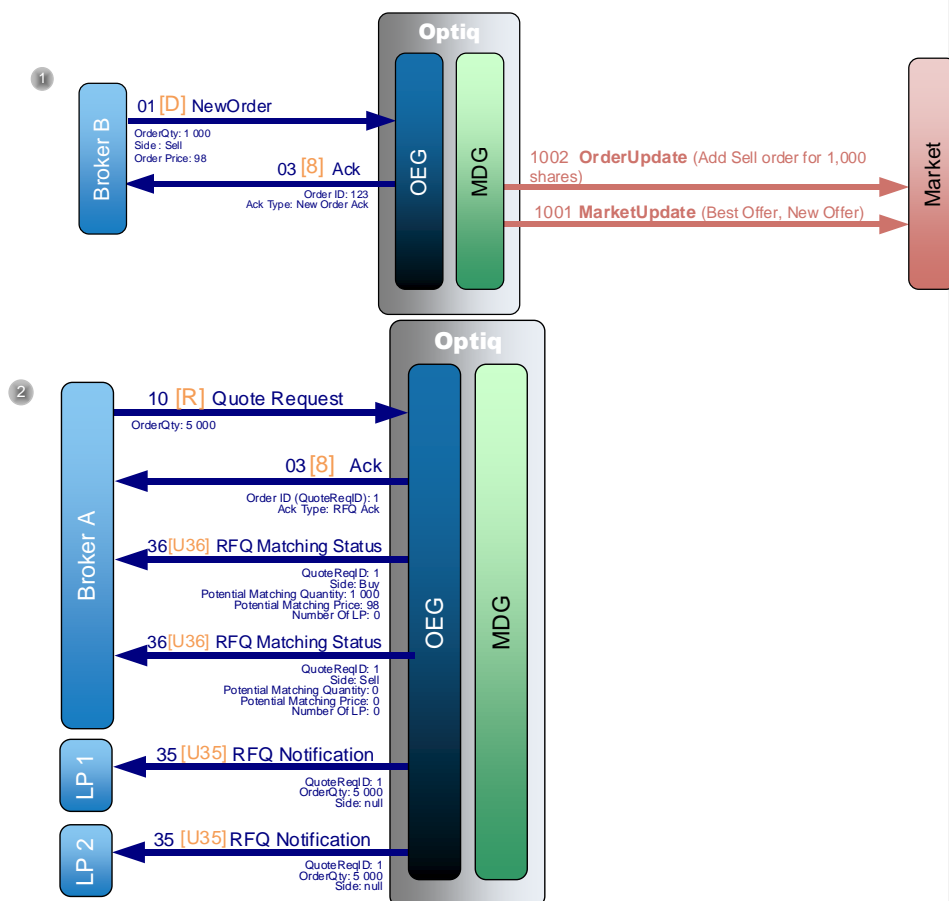 Optiq
1
Broker B
01 [D] NewOrder
OrderQty: 1 000
Side : Sell
Order Price: 98
03 [8] Ack
Order ID: 123
Ack Type: New Order Ack
OEG
MDG
1002 OrderUpdate (Add Sell order for 1,000
shares)
1001 MarketUpdate (Best Offer, New Offer)
Market
Optiq
2
Broker A
10 [R] Quote Request
OrderQty: 5 000
03 [8] Ack
Order ID (QuoteReqID): 1
Ack Type: RFQ Ack
36[U36] RFQ Matching Status
QuoteReqID: 1
Side: Buy
Potential Matching Quantity: 1 000
Potential Matching Price: 98
Number Of LP: 0
36[U36] RFQ Matching Status
QuoteReqID: 1
Side: Sell
Potential Matching Quantity: 0
Potential Matching Price: 0
Number Of LP: 0
OEG
MDG
LP 1
35 [U35] RFQ Notification
QuoteReqID: 1
OrderQty: 5 000
Side: null
LP 2
35 [U35] RFQ Notification
QuoteReqID: 1
OrderQty: 5 000
Side: null